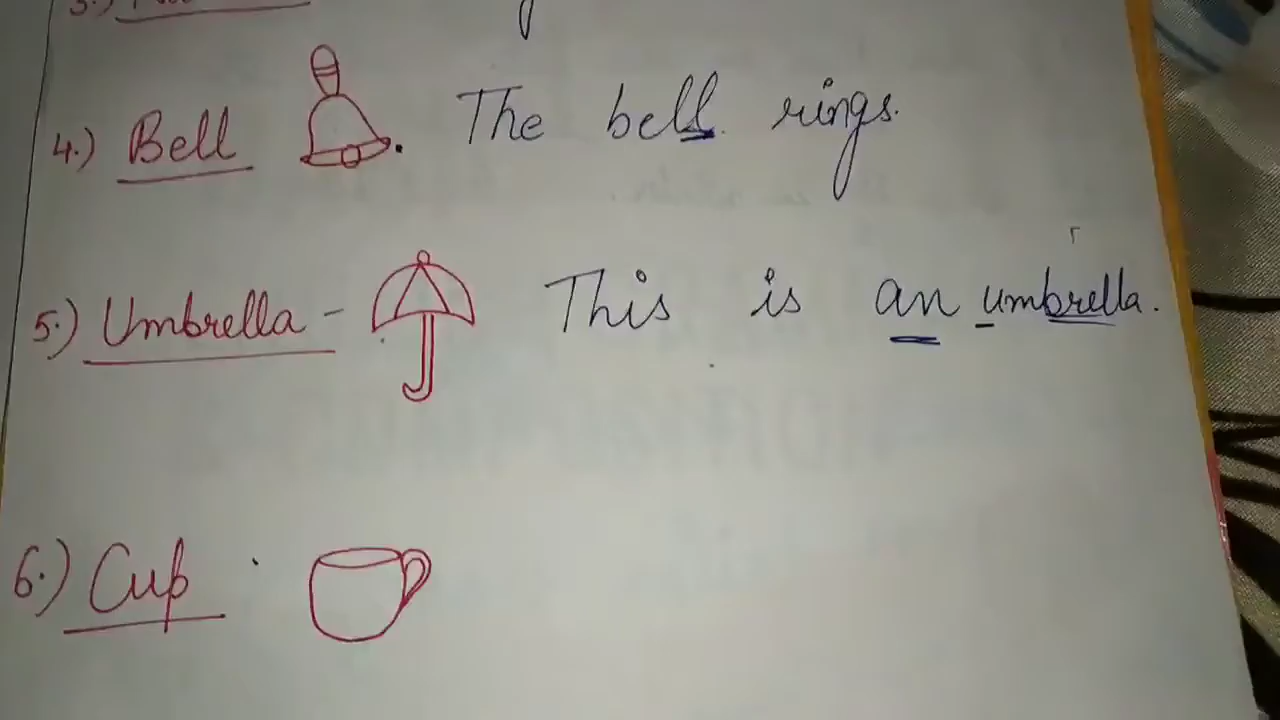 4.) Bell The bell rings.
5.) Umbrella - This is an umbrella.
6.) Cup